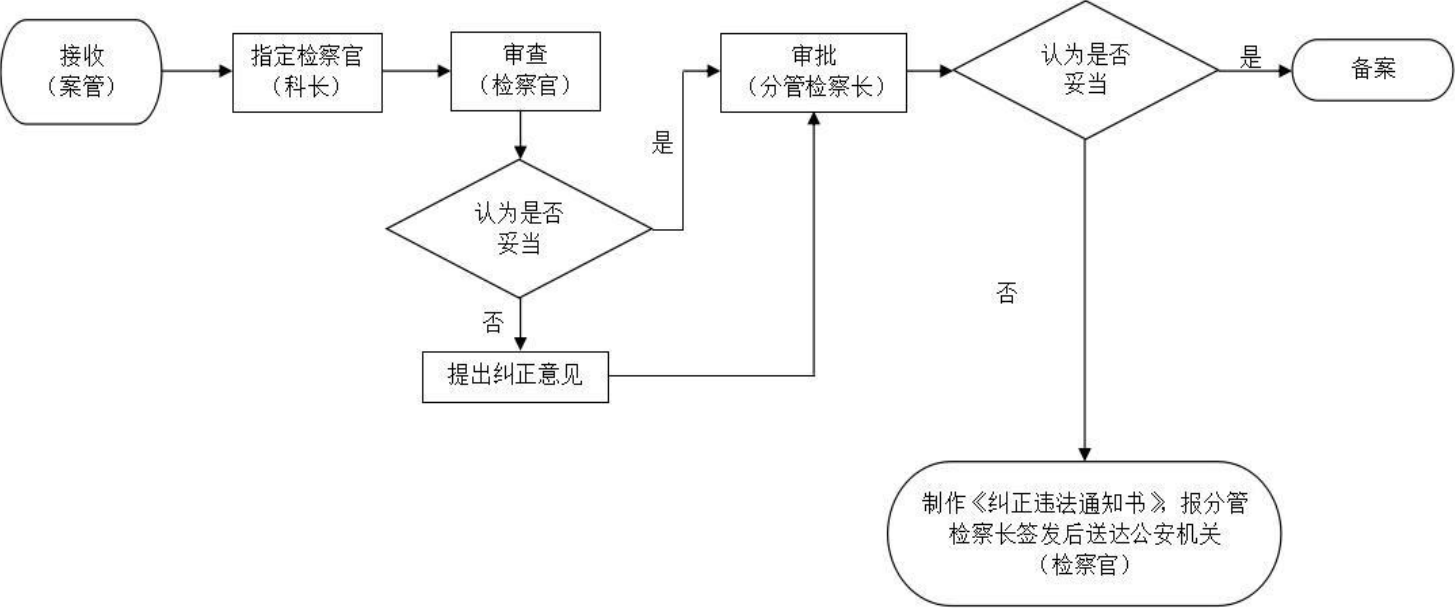 接收
（案管）
指定检察官
（科长）
审查
（检察官）
认为是否
妥当
是
否
提出纠正意见
审批
（分管检察长）
认为是否
妥当
是
备案
否
制作《纠正违法通知书》，报分管
检察长签发后送达公安机关
（检察官）